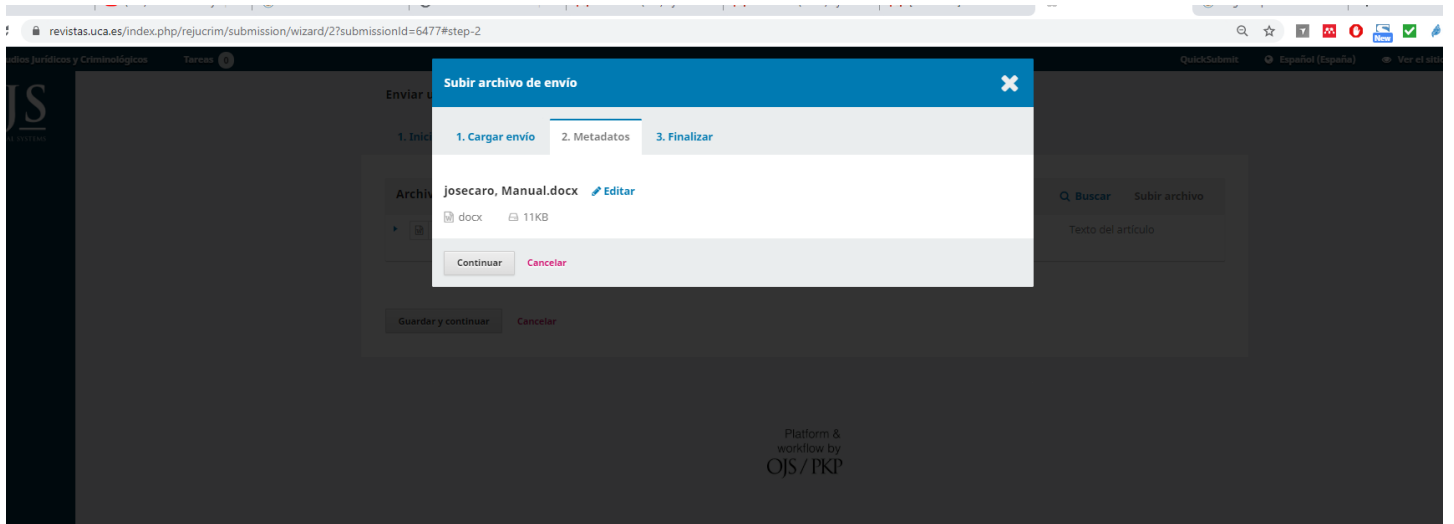 revistas.uca.es/index.php/rejucrim/submission/wizard/2?submissionId=6477#step-2
New
udios Jurídicos y Criminológicos Tareas 0 QuickSubmit Español (España) Ver el sitio
JS
Enviar u
Subir archivo de envío
1. Inici
1. Cargar envío 2. Metadatos 3. Finalizar
Archiv
josecaro, Manual.docx Editar
Buscar Subir archivo
docx 11KB
Texto del artículo
Continuar Cancelar
Guardar y continuar Cancelar
Platform &
workflow by
OJS / PKP